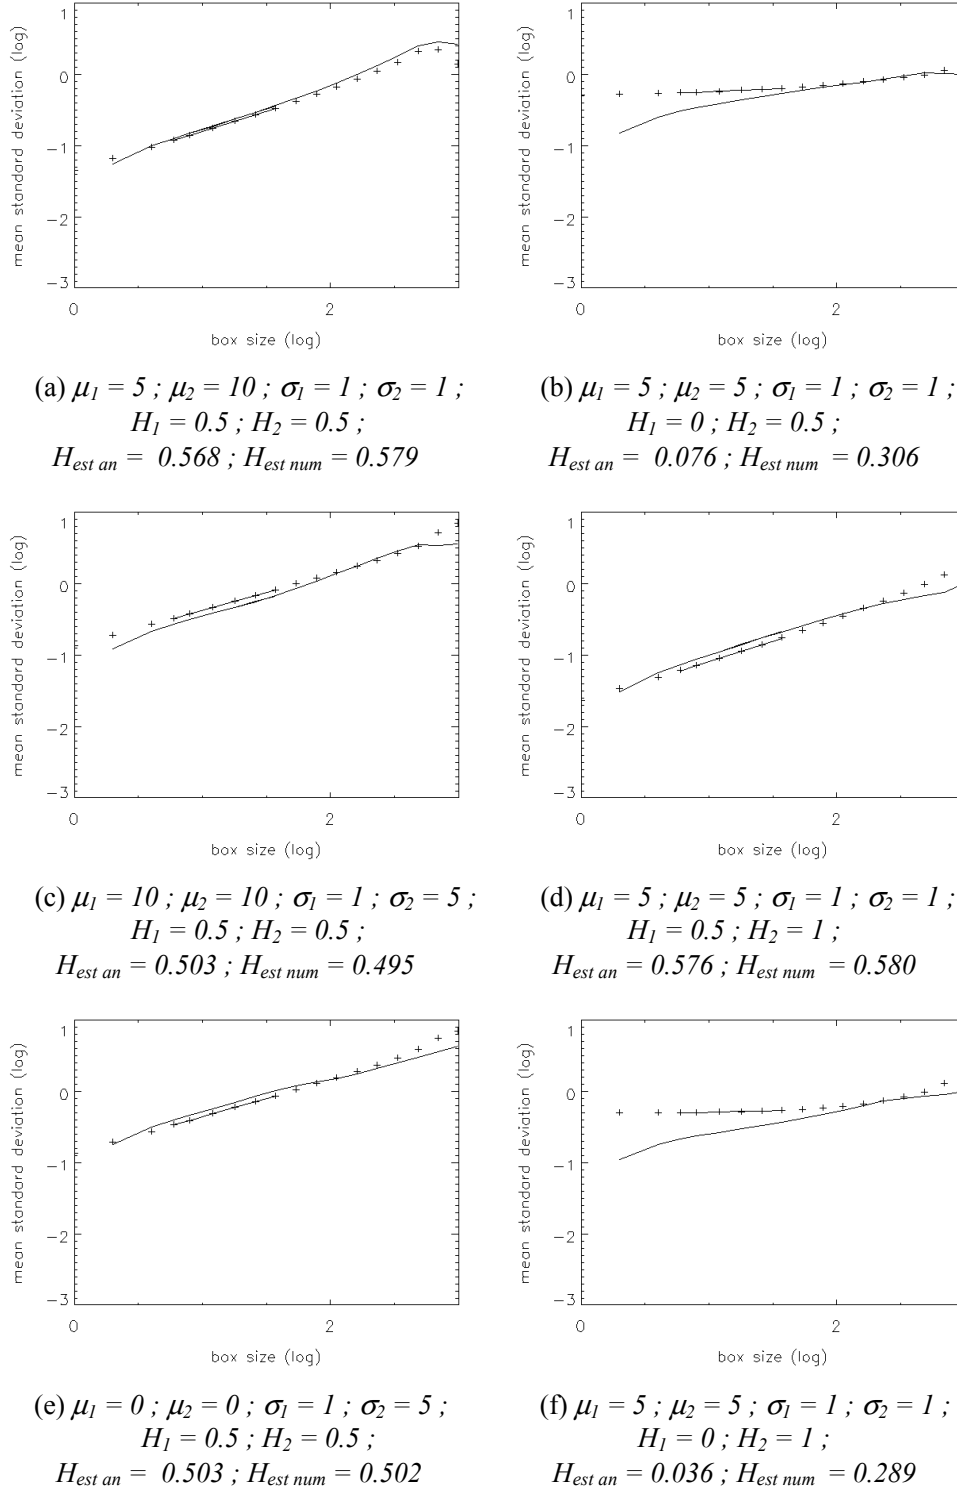 mean standard deviation (log)
1
0
−1
−2
−3
0
2
box size (log)
(a) μ1 = 5 ; μ2 = 10 ; σ1 = 1 ; σ2 = 1 ;
H1 = 0.5 ; H2 = 0.5 ;
Hest an = 0.568 ; Hest num = 0.579
mean standard deviation (log)
1
0
−1
−2
−3
0
2
box size (log)
(b) μ1 = 5 ; μ2 = 5 ; σ1 = 1 ; σ2 = 1 ;
H1 = 0 ; H2 = 0.5 ;
Hest an = 0.076 ; Hest num = 0.306
mean standard deviation (log)
1
0
−1
−2
−3
0
2
box size (log)
(c) μ1 = 10 ; μ2 = 10 ; σ1 = 1 ; σ2 = 5 ;
H1 = 0.5 ; H2 = 0.5 ;
Hest an = 0.503 ; Hest num = 0.495
mean standard deviation (log)
1
0
−1
−2
−3
0
2
box size (log)
(d) μ1 = 5 ; μ2 = 5 ; σ1 = 1 ; σ2 = 1 ;
H1 = 0.5 ; H2 = 1 ;
Hest an = 0.576 ; Hest num = 0.580
mean standard deviation (log)
1
0
−1
−2
−3
0
2
box size (log)
(e) μ1 = 0 ; μ2 = 0 ; σ1 = 1 ; σ2 = 5 ;
H1 = 0.5 ; H2 = 0.5 ;
Hest an = 0.503 ; Hest num = 0.502
mean standard deviation (log)
1
0
−1
−2
−3
0
2
box size (log)
(f) μ1 = 5 ; μ2 = 5 ; σ1 = 1 ; σ2 = 1 ;
H1 = 0 ; H2 = 1 ;
Hest an = 0.036 ; Hest num = 0.289